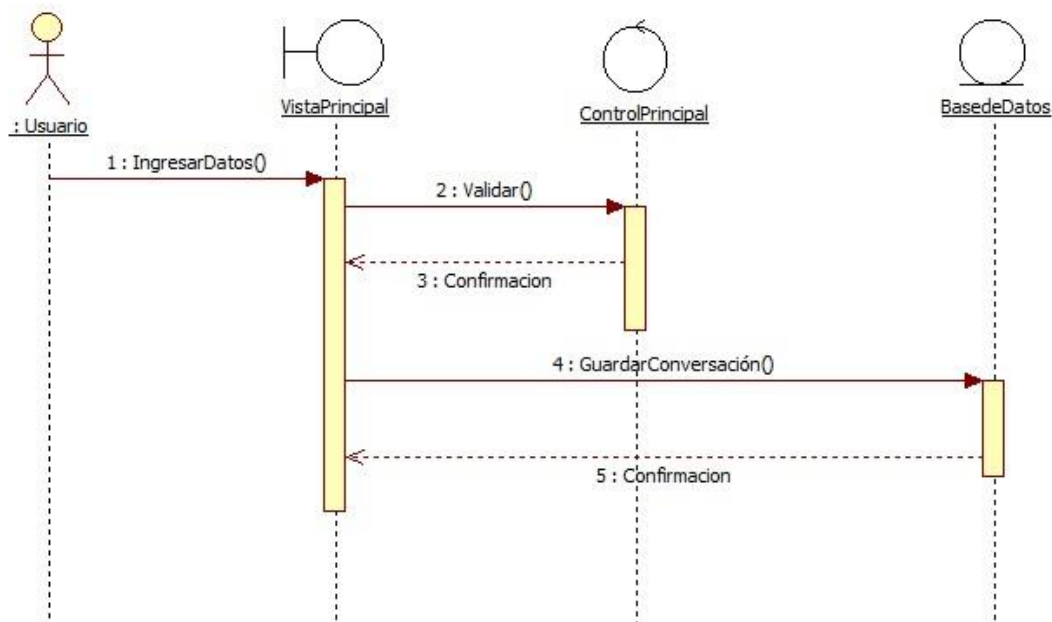 : Usuario
VistaPrincipal
ControlPrincipal
BasedeDatos
1 : IngresarDatos()
2 : Validar()
3 : Confirmacion
4 : GuardarConversación()
5 : Confirmacion